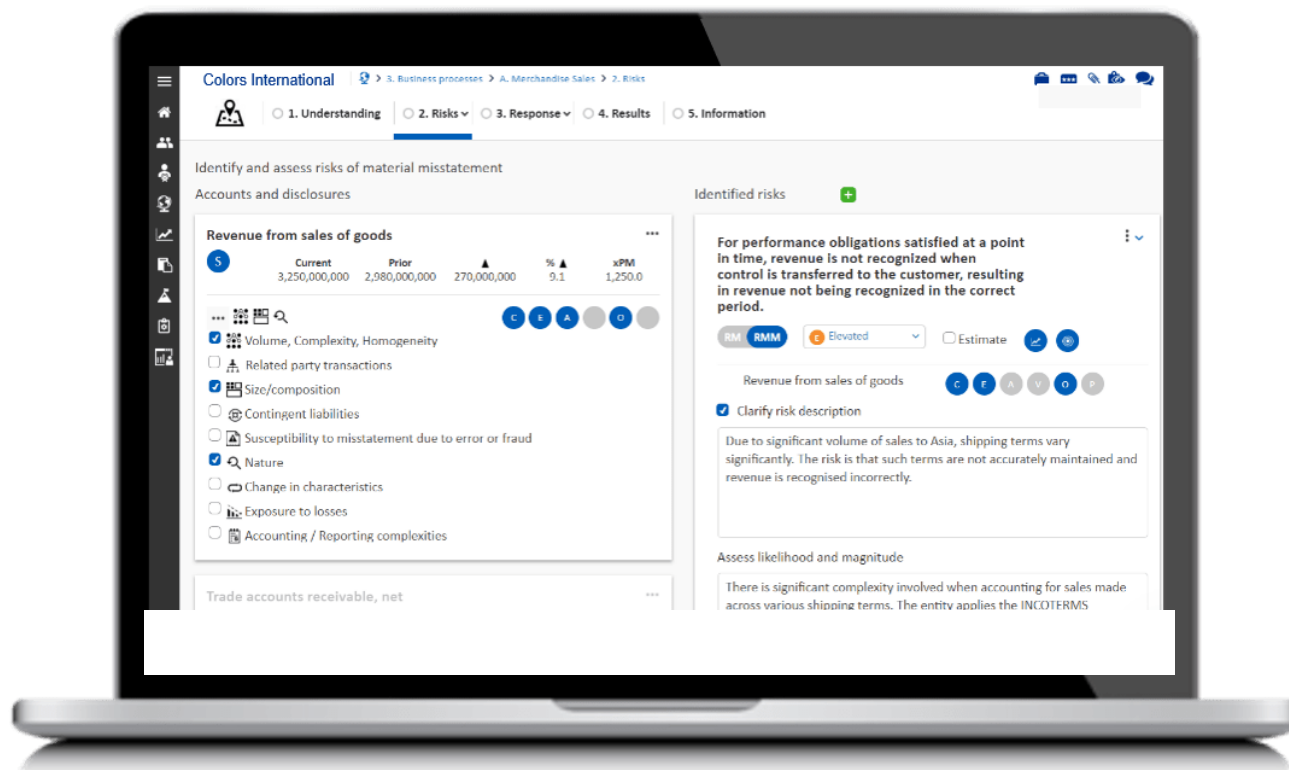 Colors International
3. Business processes > A. Merchandise Sales > 2. Risks
1. Understanding
2. Risks
3. Response
4. Results
5. Information
Identify and assess risks of material misstatement
Accounts and disclosures
Identified risks
Revenue from sales of goods
S
Current Prior ▲ % ▲ xPM
3,250,000,000 2,980,000,000 270,000,000 9.1 1,250.0
C E A O
Volume, Complexity, Homogeneity
Related party transactions
Size/composition
Contingent liabilities
Susceptibility to misstatement due to error or fraud
Nature
Change in characteristics
Exposure to losses
Accounting / Reporting complexities
Trade accounts receivable, net
For performance obligations satisfied at a point
in time, revenue is not recognized when
control is transferred to the customer, resulting
in revenue not being recognized in the correct
period.
RM RMM E Elevated Estimate
Revenue from sales of goods C E A V O P
Clarify risk description
Due to significant volume of sales to Asia, shipping terms vary
significantly. The risk is that such terms are not accurately maintained and
revenue is recognised incorrectly.
Assess likelihood and magnitude
There is significant complexity involved when accounting for sales made
across various shipping terms. The entity applies the INCOTERMS